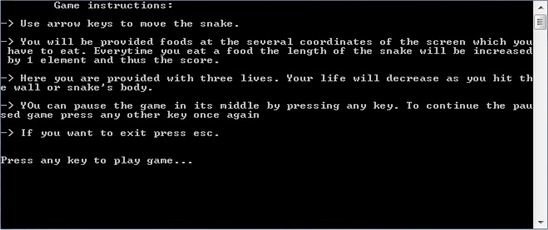 Game instructions:
-> Use arrow keys to move the snake.
-> You will be provided foods at the several coordinates of the screen which you
have to eat. Everytime you eat a food the length of the snake will be increased
by 1 element and thus the score.
-> Here you are provided with three lives. Your life will decrease as you hit th
e wall or snake's body.
-> YOu can pause the game in its middle by pressing any key. To continue the pau
sed game press any other key once again
-> If you want to exit press esc.
Press any key to play game...